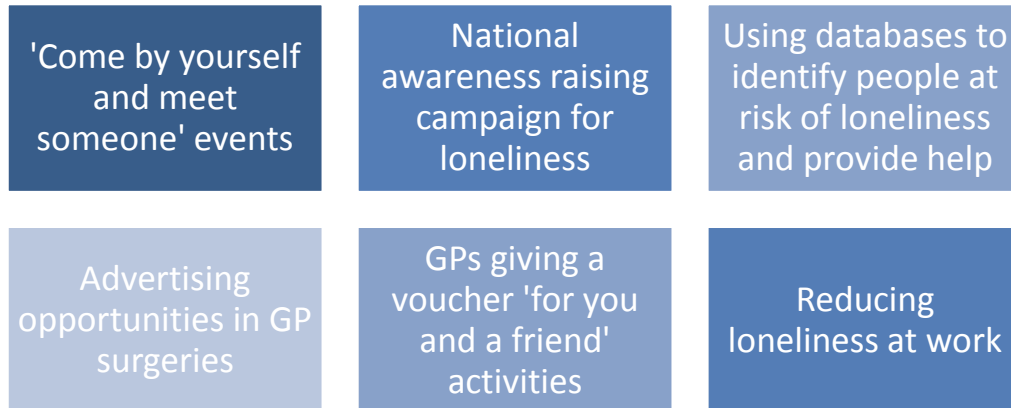 'Come by yourself
and meet
someone' events
National
awareness raising
campaign for
loneliness
Using databases to
identify people at
risk of loneliness
and provide help
Advertising
opportunities in GP
surgeries
GPs giving a
voucher 'for you
and a friend'
activities
Reducing
loneliness at work